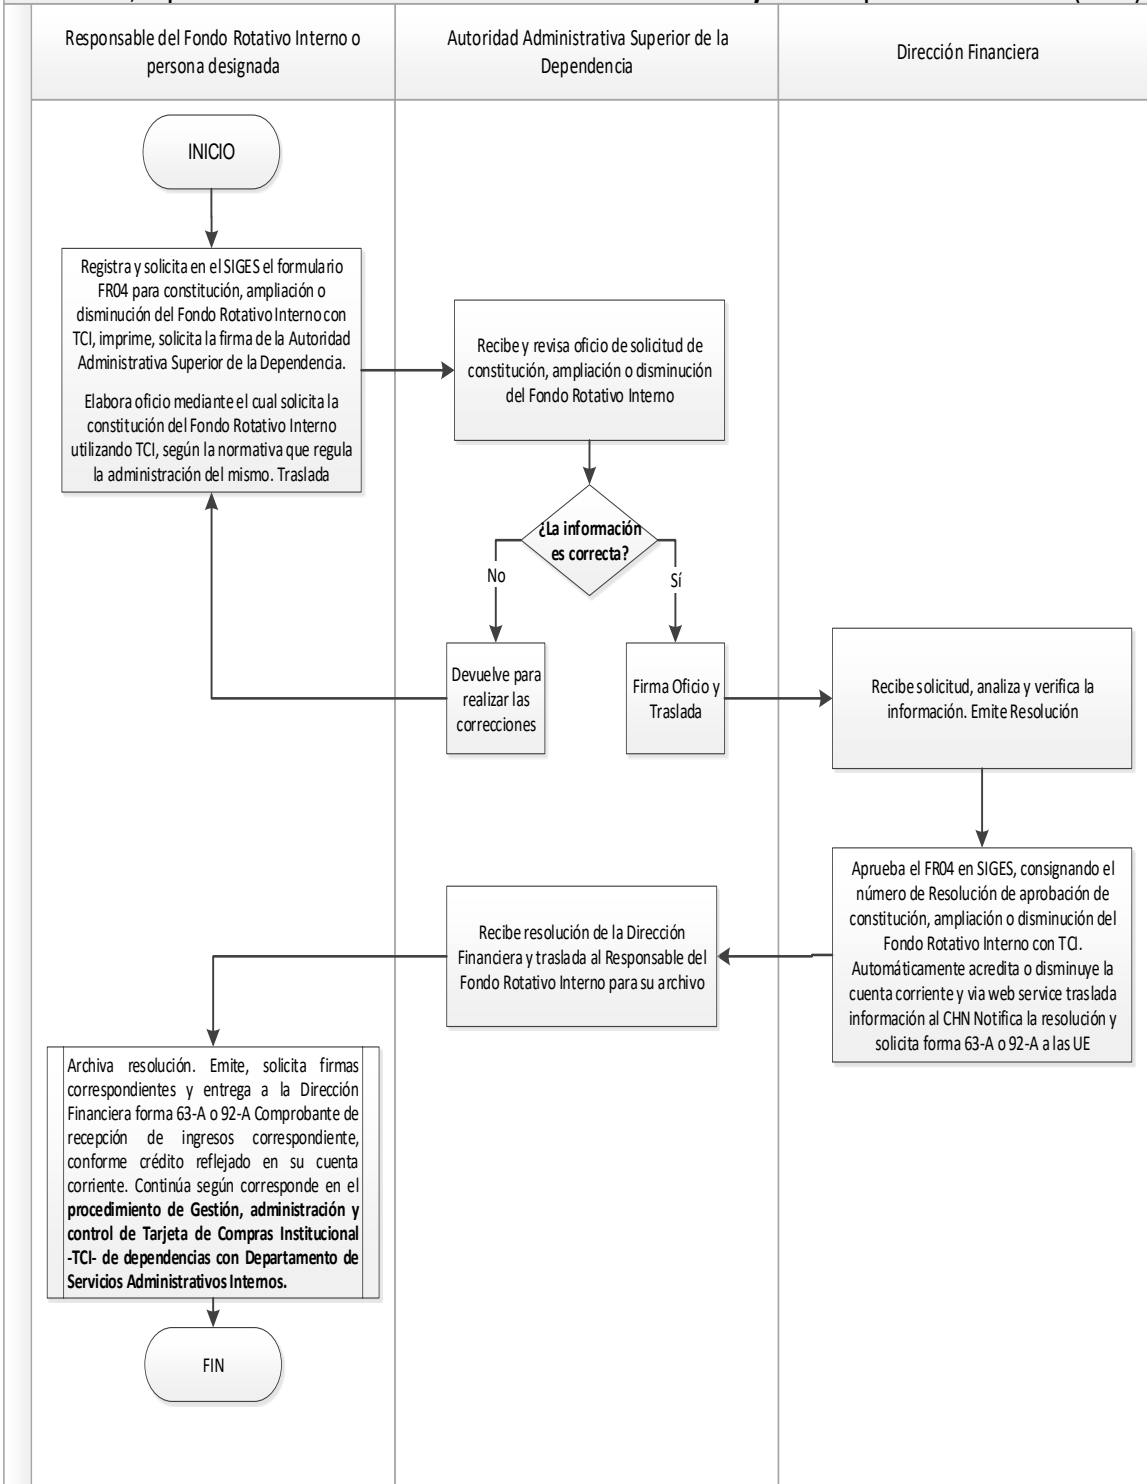 Responsable del Fondo Rotativo Interno o
persona designada
Autoridad Administrativa Superior de la
Dependencia
Dirección Financiera
INICIO
Registra y solicita en el SIGES el formulario
FR04 para constitución, ampliación o
disminución del Fondo Rotativo Interno con
TCI, imprime, solicita la firma de la Autoridad
Administrativa Superior de la Dependencia.
Elabora oficio mediante el cual solicita la
constitución del Fondo Rotativo Interno
utilizando TCI, según la normativa que regula
la administración del mismo. Traslada
Recibe y revisa oficio de solicitud de
constitución, ampliación o disminución
del Fondo Rotativo Interno
¿La información
es correcta?
No
Sí
Devuelve para
realizar las
correcciones
Firma Oficio y
Traslada
Recibe solicitud, analiza y verifica la
información. Emite Resolución
Aprueba el FR04 en SIGES, consignando el
número de Resolución de aprobación de
constitución, ampliación o disminución del
Fondo Rotativo Interno con TCI.
Automáticamente acredita o disminuye la
cuenta corriente y via web service traslada
información al CHN Notifica la resolución y
solicita forma 63-A o 92-A a las UE
Recibe resolución de la Dirección
Financiera y traslada al Responsable del
Fondo Rotativo Interno para su archivo
Archiva resolución. Emite, solicita firmas
correspondientes y entrega a la Dirección
Financiera forma 63-A o 92-A Comprobante de
recepción de ingresos correspondiente,
conforme crédito reflejado en su cuenta
corriente. Continúa según corresponde en el
procedimiento de Gestión, administración y
control de Tarjeta de Compras Institucional
-TCI- de dependencias con Departamento de
Servicios Administrativos Internos.
FIN